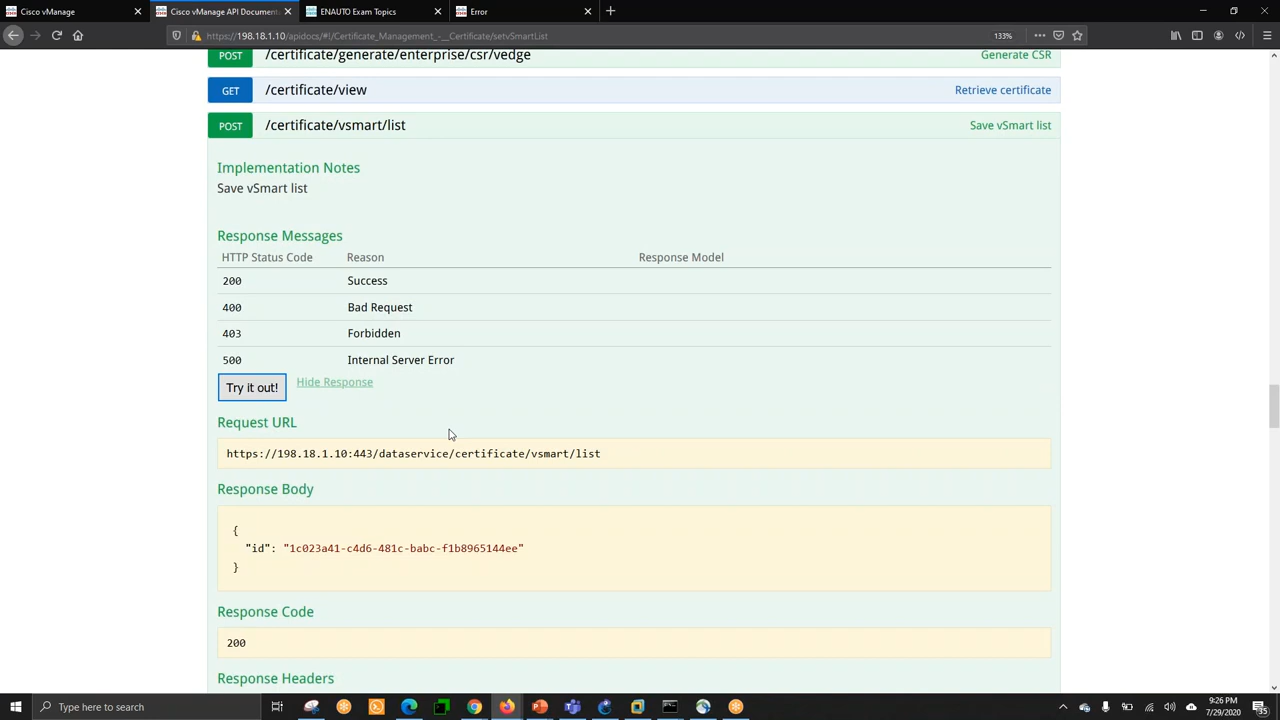 Cisco vManage
Cisco vManage API Documenta
ENAUTO Exam Topics
Error
https://198.18.1.10/apidocs/#!/Certificate_Management_-__Certificate/setvSmartList
133%
POST /certificate/generate/enterprise/csr/vedge Generate CSR
GET /certificate/view Retrieve certificate
POST /certificate/vsmart/list Save vSmart list
Implementation Notes
Save vSmart list
Response Messages
HTTP Status Code Reason Response Model
200 Success
400 Bad Request
403 Forbidden
500 Internal Server Error
Try it out! Hide Response
Request URL
https://198.18.1.10:443/dataservice/certificate/vsmart/list
Response Body
{
"id": "1c023a41-c4d6-481c-babc-f1b8965144ee"
}
Response Code
200
Response Headers
Type here to search
9:26 PM
7/29/2020
35